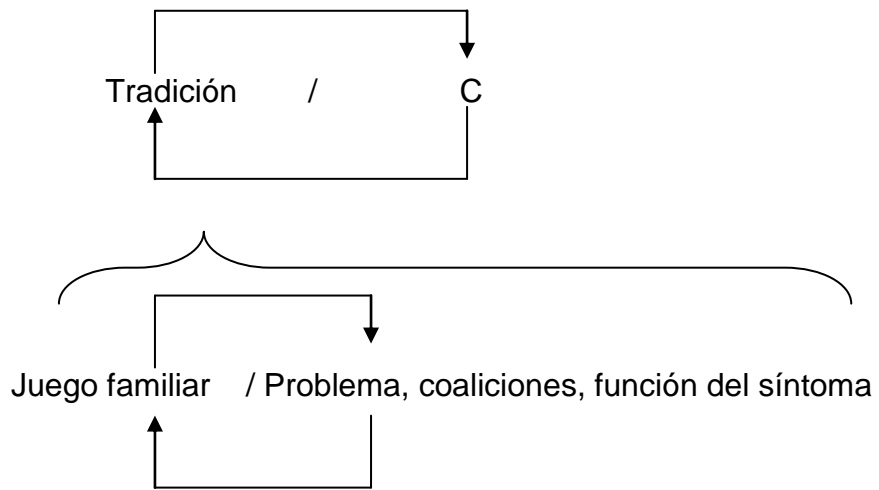 Tradición / C
Juego familiar / Problema, coaliciones, función del síntoma